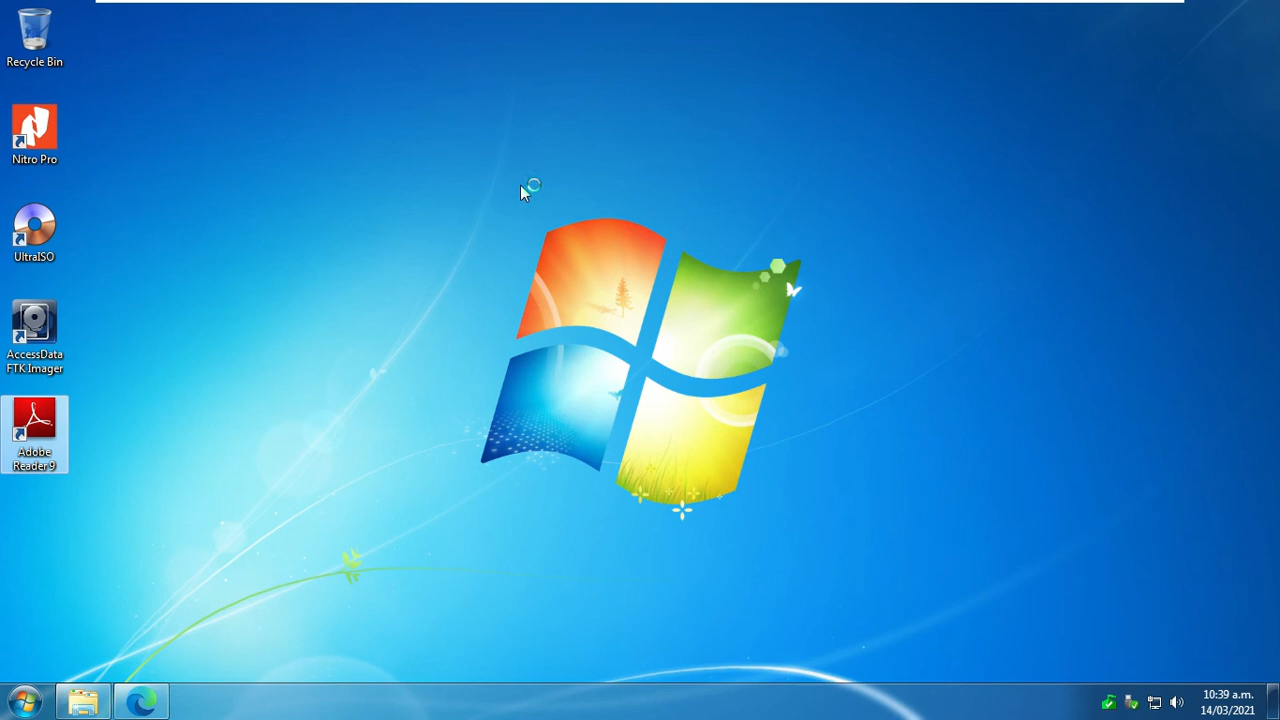 Recycle Bin
Nitro Pro
UltraISO
AccessData
FTK Imager
Adobe
Reader 9
10:39 a.m.
14/03/2021